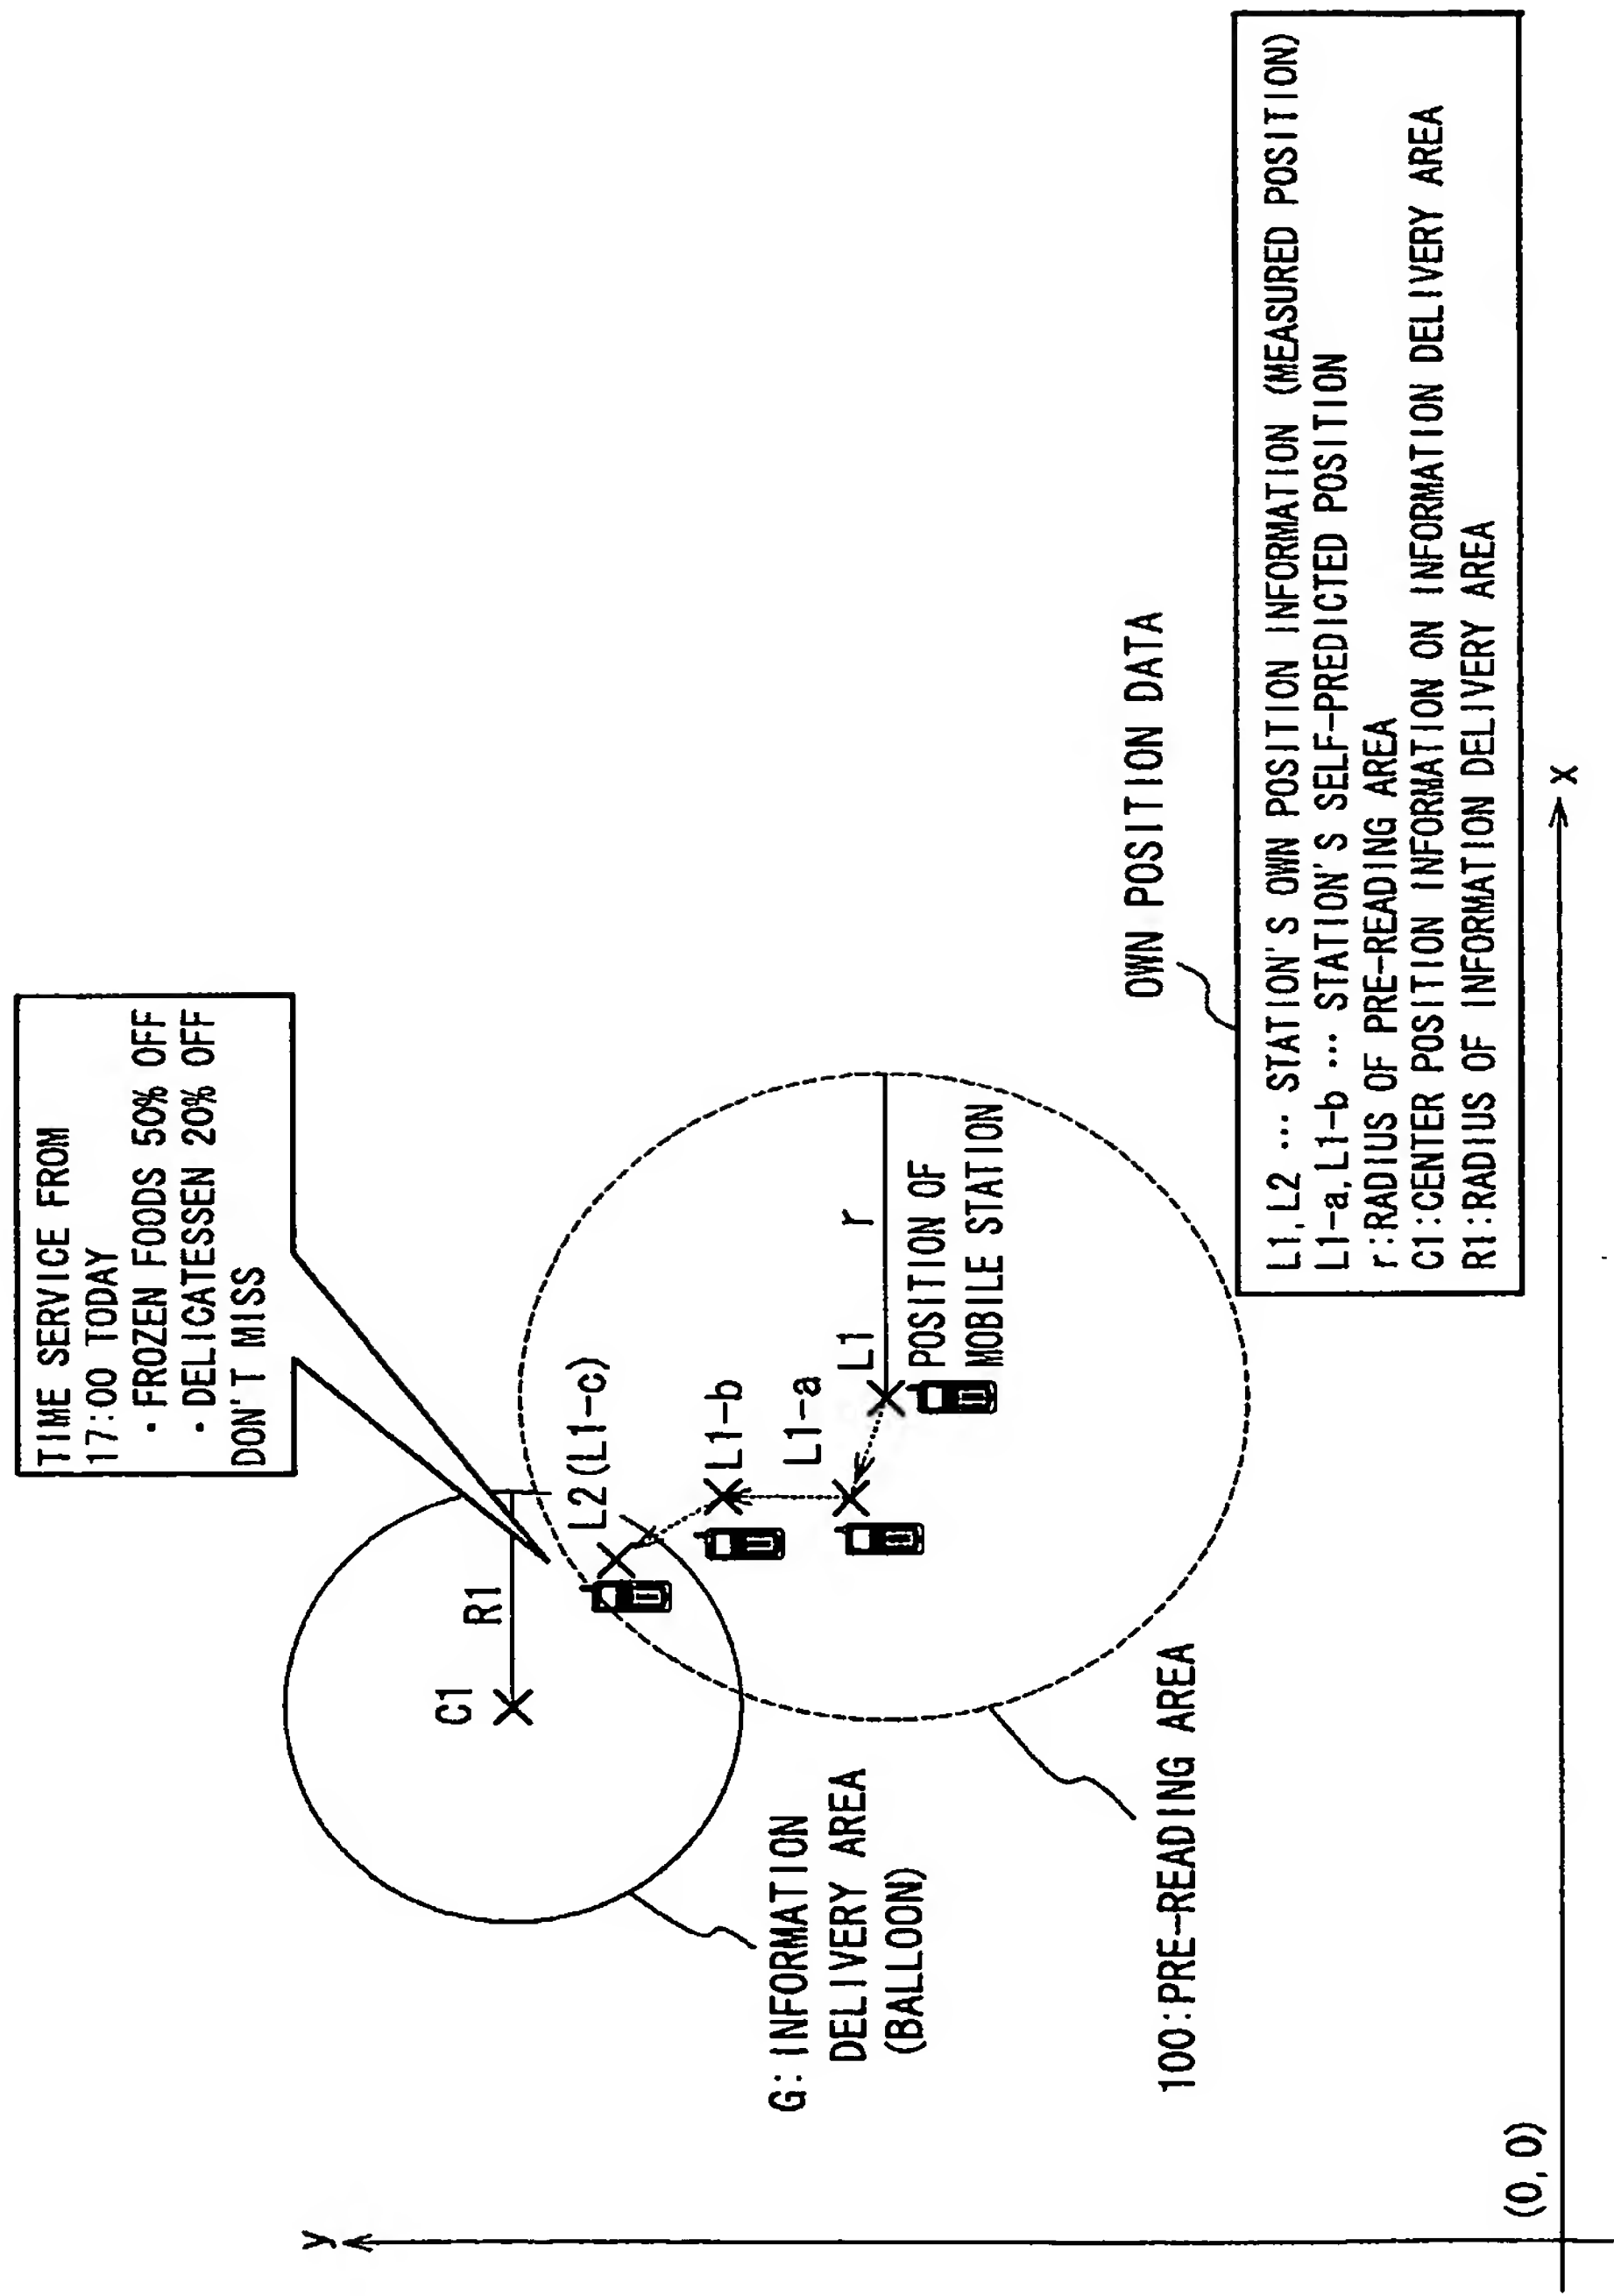 TIME SERVICE FROM
17:00 TODAY
・FROZEN FOODS 50% OFF
・DELICATESSEN 20% OFF
DON'T MISS
y
C1
R1
L2(L1-c)
L1-b
L1-a
L1
r
POSITION OF
MOBILE STATION
G:INFORMATION
DELIVERY AREA
(BALLOON)
100:PRE-READING AREA
OWN POSITION DATA
L1,L2 ··· STATION'S OWN POSITION INFORMATION (MEASURED POSITION)
L1-a,L1-b ··· STATION'S SELF-PREDICTED POSITION
r:RADIUS OF PRE-READING AREA
C1:CENTER POSITION INFORMATION ON INFORMATION DELIVERY AREA
R1:RADIUS OF INFORMATION DELIVERY AREA
(0,0)
x